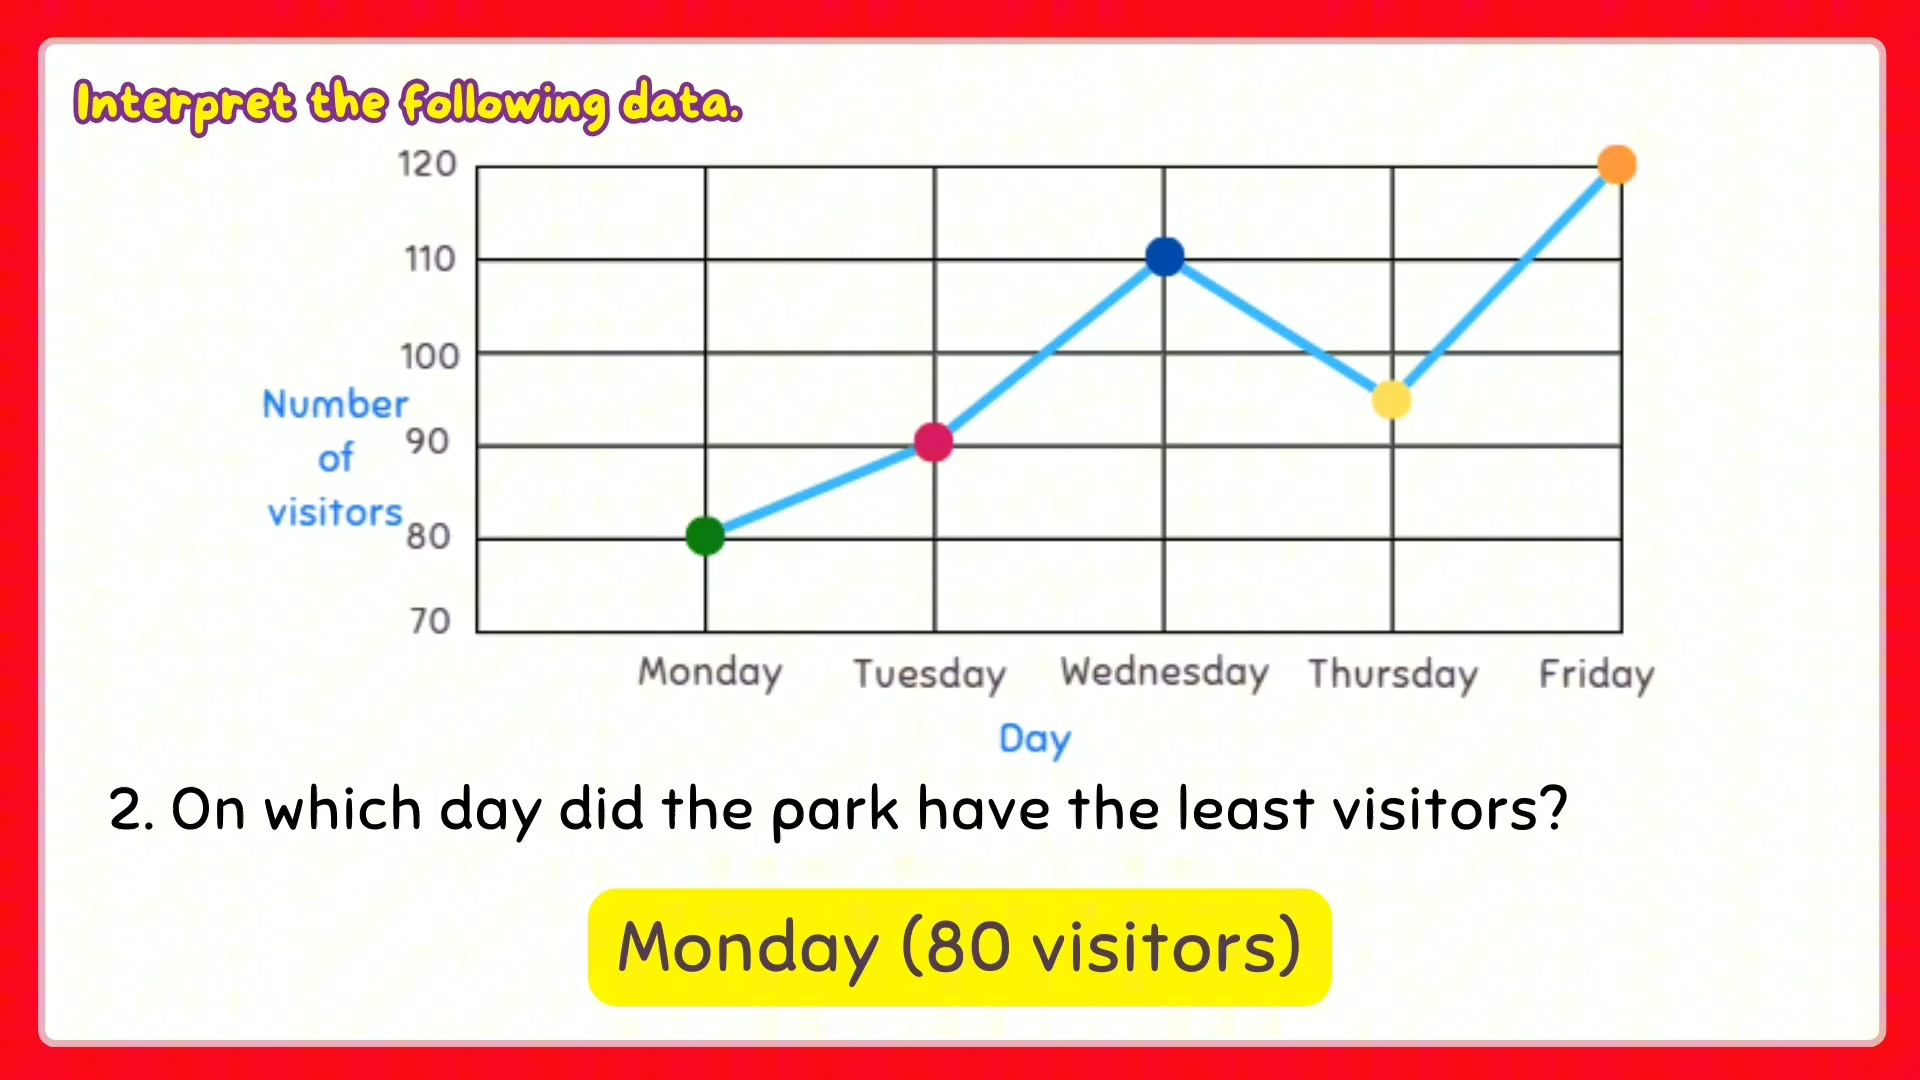 Interpret the following data.
120
110
100
90
80
70
Number
of
visitors
Monday Tuesday Wednesday Thursday Friday
Day
2. On which day did the park have the least visitors?
Monday (80 visitors)